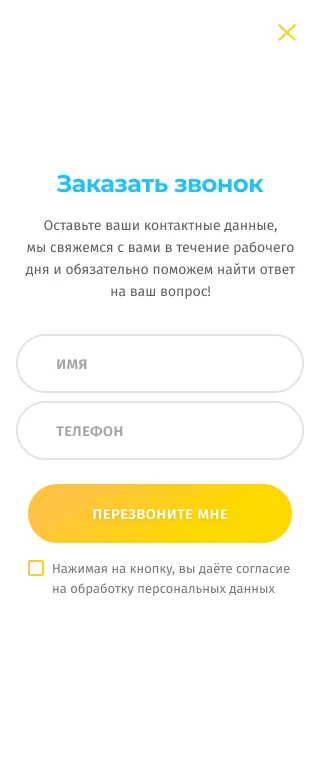 Заказать звонок
Оставьте ваши контактные данные,
мы свяжемся с вами в течение рабочего
дня и обязательно поможем найти ответ
на ваш вопрос!
ИМЯ
ТЕЛЕФОН
ПЕРЕЗВОНИТЕ МНЕ
Нажимая на кнопку, вы даёте согласие
на обработку персональных данных